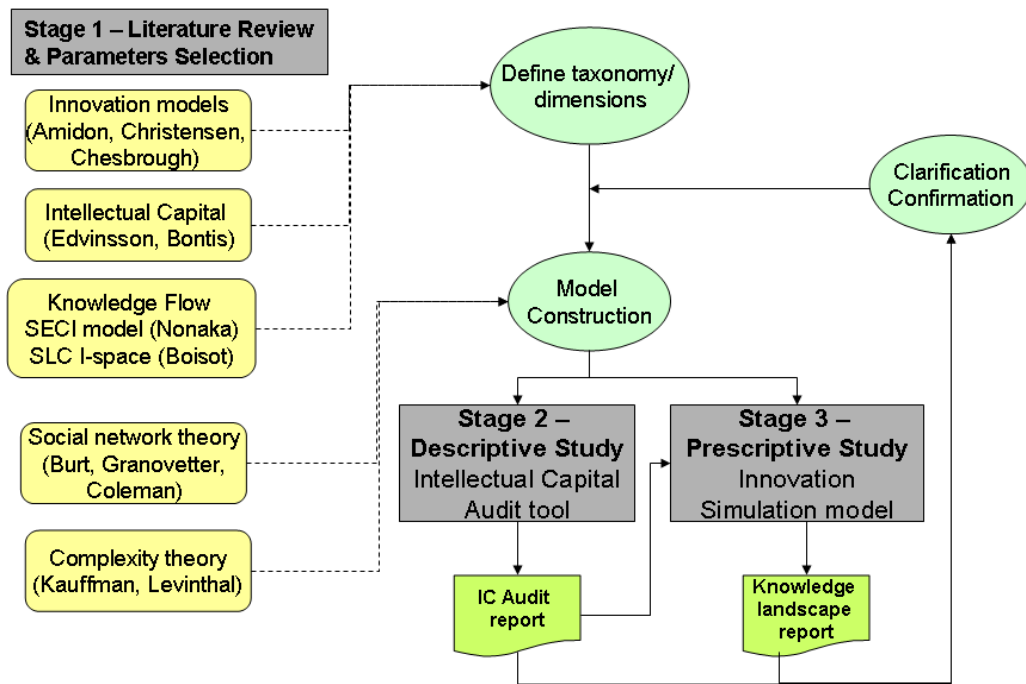 Stage 1 – Literature Review
& Parameters Selection
Innovation models
(Amidon, Christensen,
Chesbrough)
Intellectual Capital
(Edvinsson, Bontis)
Knowledge Flow
SECI model (Nonaka)
SLC I-space (Boisot)
Social network theory
(Burt, Granovetter,
Coleman)
Complexity theory
(Kauffman, Levinthal)
Define taxonomy/
dimensions
Clarification
Confirmation
Model
Construction
Stage 2 –
Descriptive Study
Intellectual Capital
Audit tool
Stage 3 –
Prescriptive Study
Innovation
Simulation model
IC Audit
report
Knowledge
landscape
report